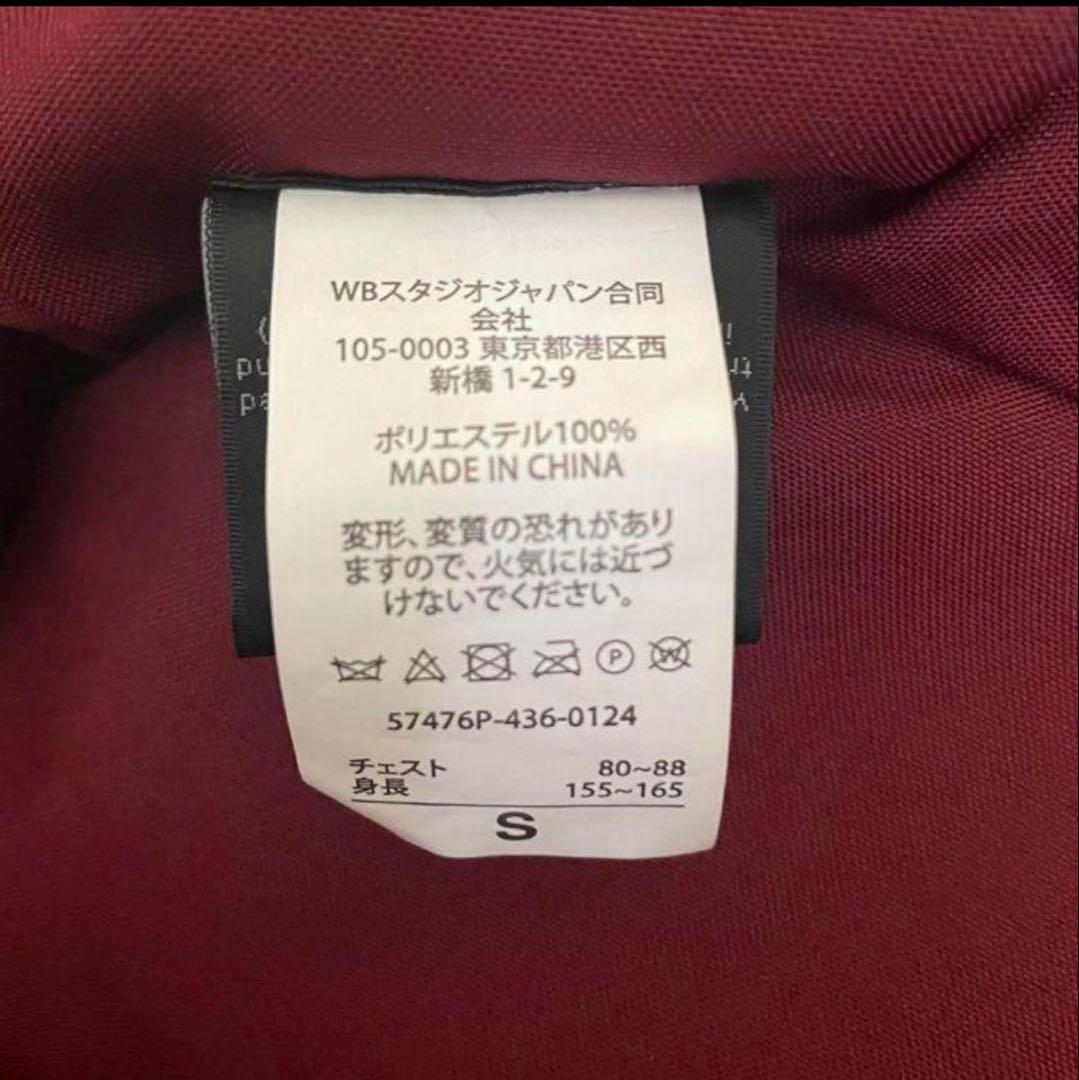 WBスタジオジャパン合同
会社
105-0003 東京都港区西
新橋 1-2-9
ポリエステル100%
MADE IN CHINA
変形、変質の恐れがあり
ますので、火気には近づ
けないでください。
P W
57476P-436-0124
チェスト 80~88
身長 155~165
S